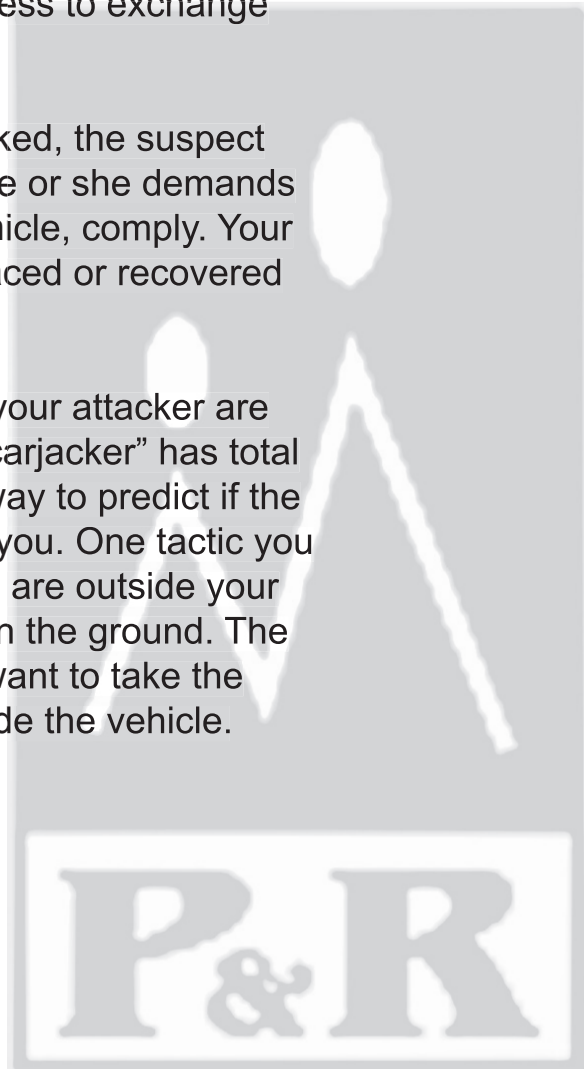 ess to exchange
ked, the suspect
e or she demands
hicle, comply. Your
aced or recovered
your attacker are
carjacker” has total
way to predict if the
you. One tactic you
are outside your
n the ground. The
want to take the
de the vehicle.
P&R